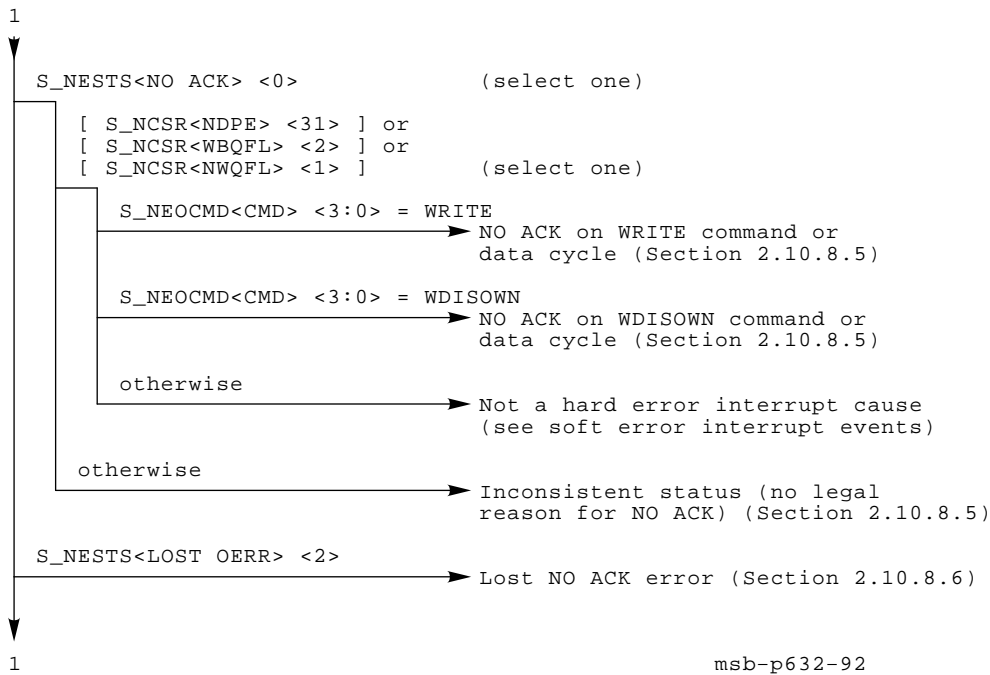 1
S_NESTS<NO ACK> <0> (select one)
[ S_NCSR<NDPE> <31> ] or
[ S_NCSR<WBQFL> <2> ] or
[ S_NCSR<NWQFL> <1> ] (select one)
S_NEOCMD<CMD> <3:0> = WRITE
NO ACK on WRITE command or
data cycle (Section 2.10.8.5)
S_NEOCMD<CMD> <3:0> = WDISOWN
NO ACK on WDISOWN command or
data cycle (Section 2.10.8.5)
otherwise
Not a hard error interrupt cause
(see soft error interrupt events)
otherwise
Inconsistent status (no legal
reason for NO ACK) (Section 2.10.8.5)
S_NESTS<LOST OERR> <2>
Lost NO ACK error (Section 2.10.8.6)
1 msb-p632-92